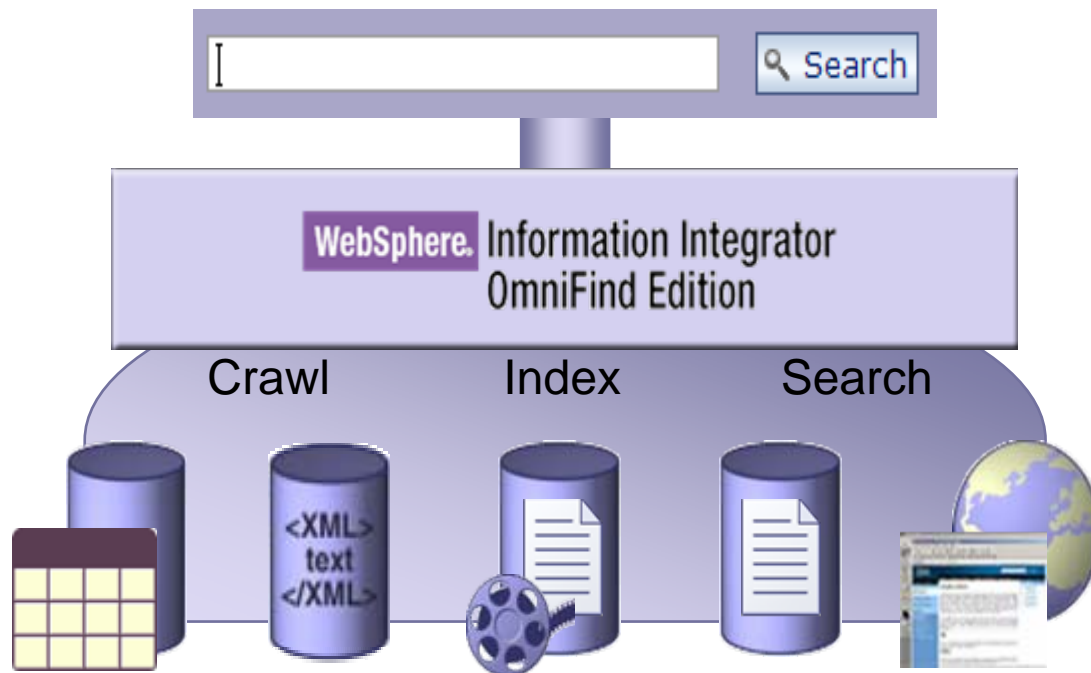 Search
WebSphere® Information Integrator
OmniFind Edition
Crawl Index Search
<XML>
text
</XML>